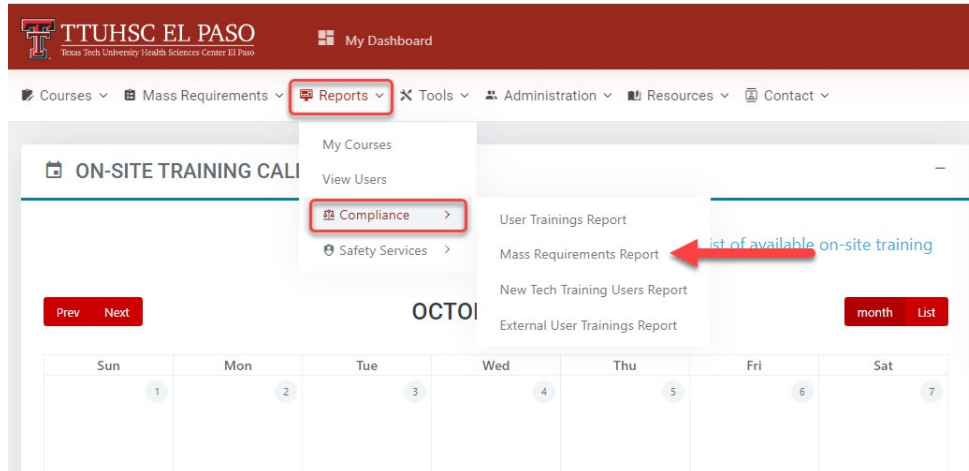 TTUHSC EL PASO
Texas Tech University Health Sciences Center El Paso
My Dashboard
Courses Mass Requirements Reports Tools Administration Resources Contact
My Courses
View Users
Compliance
Safety Services
User Trainings Report
Mass Requirements Report
New Tech Training Users Report
External User Trainings Report
ON-SITE TRAINING
of available on-site training
Prev Next
month List
Sun Mon Tue Wed Thu Fri Sat
1 2 3 4 5 6 7